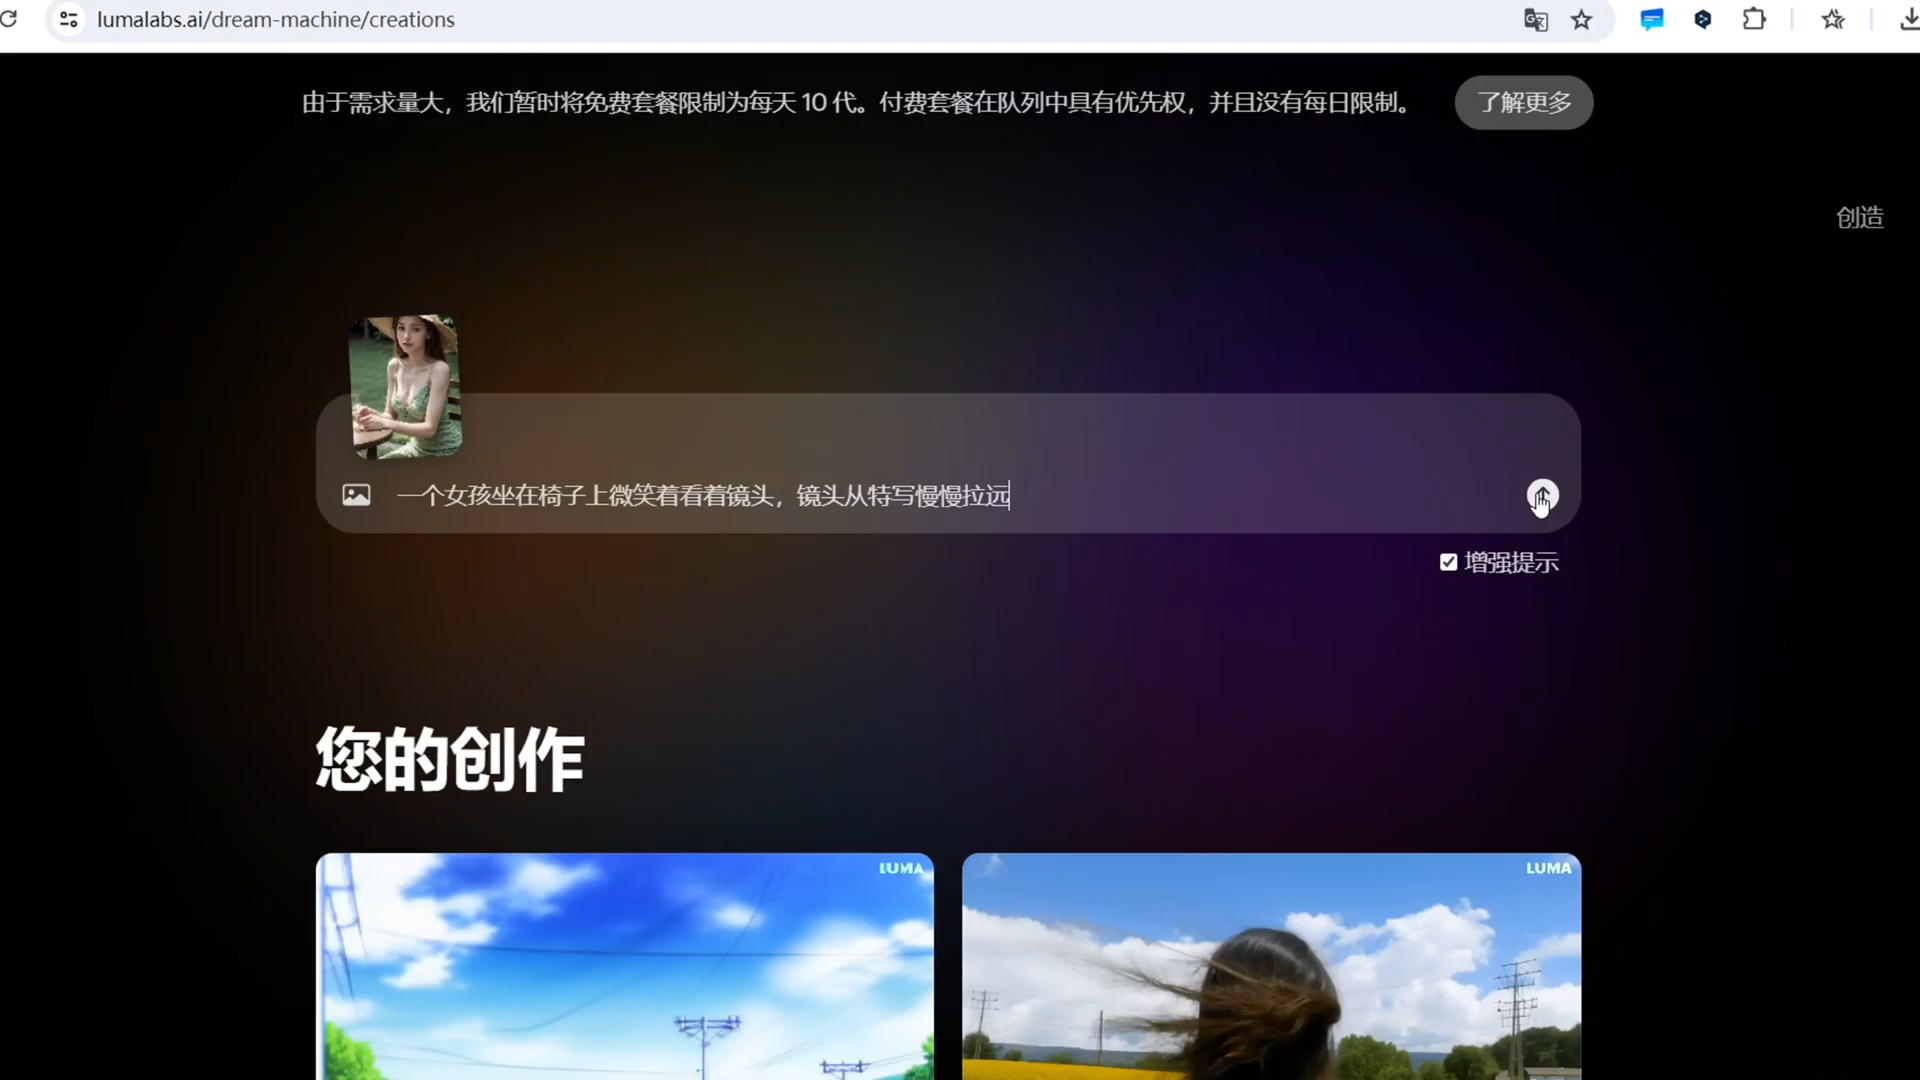 lumalabs.ai/dream-machine/creations
由于需求量大，我们暂时将免费套餐限制为每天 10 代。付费套餐在队列中具有优先权，并且没有每日限制。
了解更多
创造
一个女孩坐在椅子上微笑着看着镜头，镜头从特写慢慢拉远
增强提示
您的创作
LUMA
LUMA